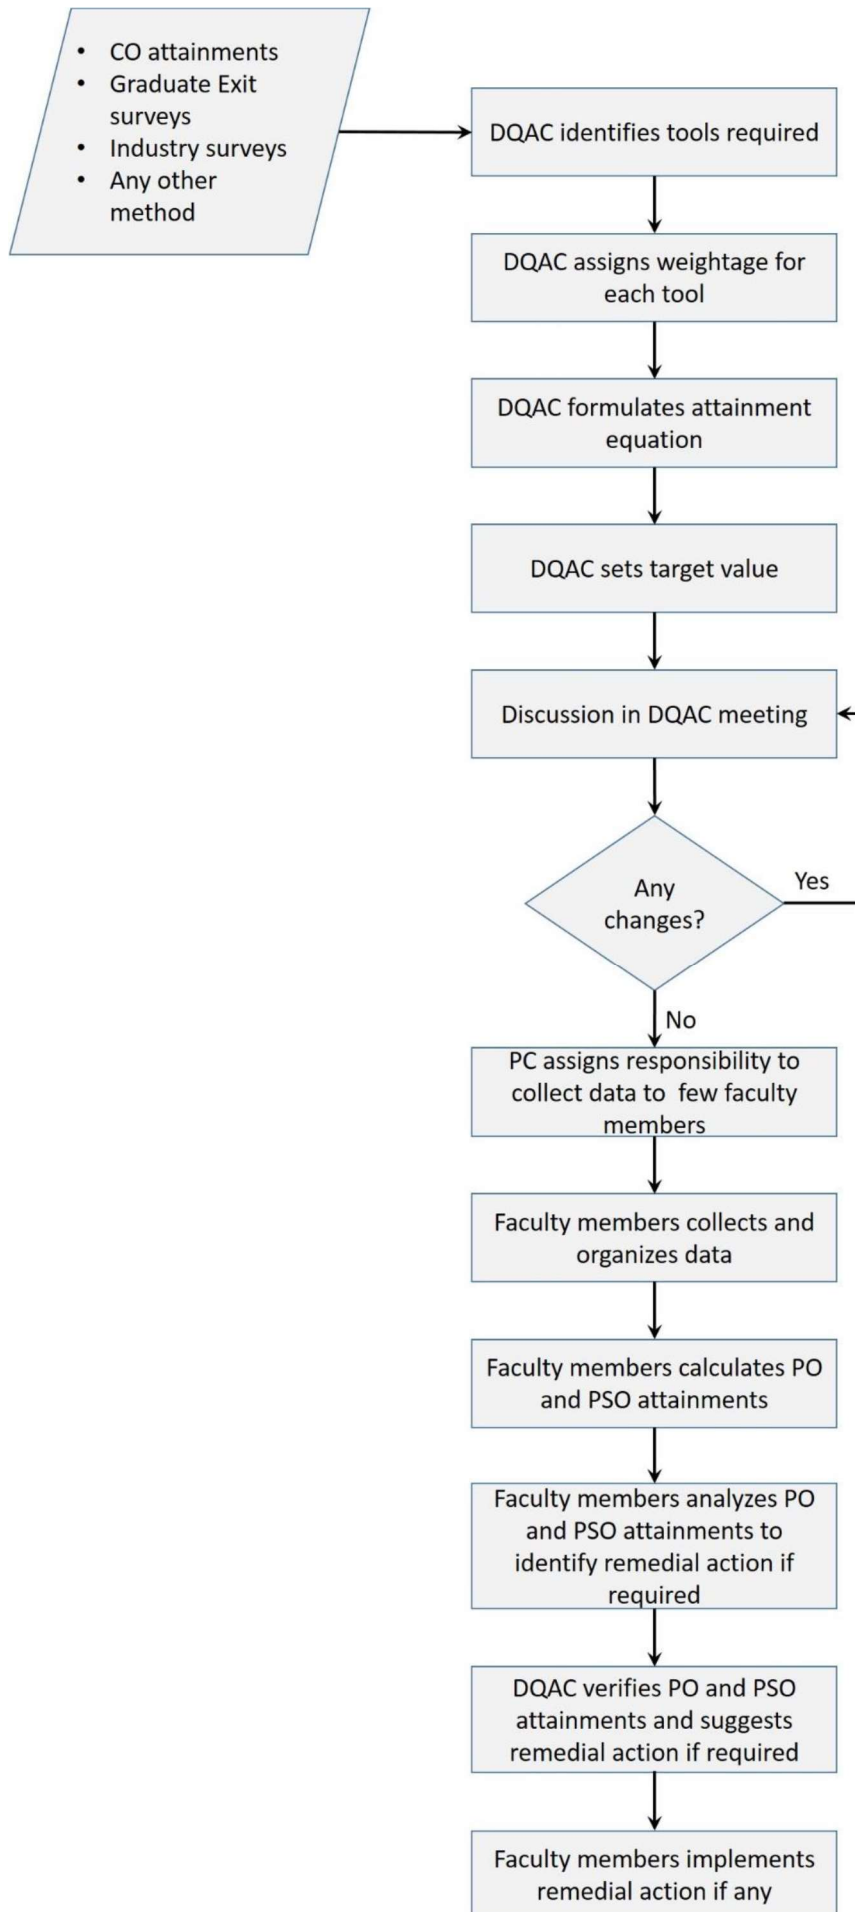 • CO attainments
• Graduate Exit
surveys
• Industry surveys
• Any other
method
DQAC identifies tools required
DQAC assigns weightage for
each tool
DQAC formulates attainment
equation
DQAC sets target value
Discussion in DQAC meeting
Any
changes?
Yes
No
PC assigns responsibility to
collect data to few faculty
members
Faculty members collects and
organizes data
Faculty members calculates PO
and PSO attainments
Faculty members analyzes PO
and PSO attainments to
identify remedial action if
required
DQAC verifies PO and PSO
attainments and suggests
remedial action if required
Faculty members implements
remedial action if any